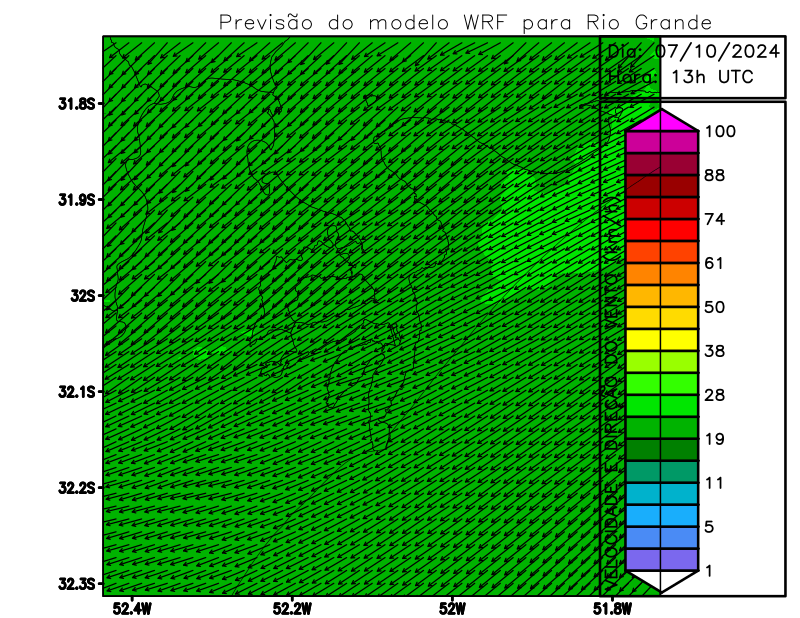 Previsão do modelo WRF para Rio Grande
Dia: 07/10/2024
Hora: 13h UTC
31.8S
31.9S
32S
32.1S
32.2S
32.3S
52.4W
52.2W
52W
51.8W
VELOCIDADE E DIREÇÃO DO VENTO (km/h)
100
88
74
61
50
38
28
19
11
5
1